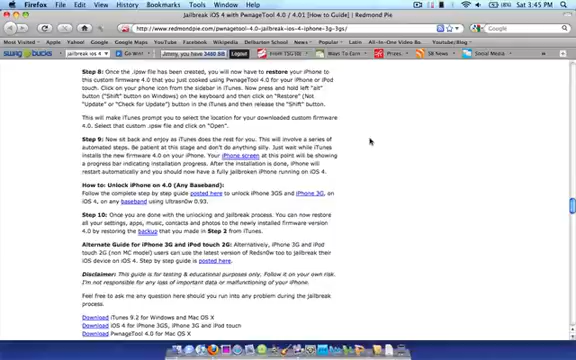 Firefox File Edit View History Bookmarks Tools Window Help Sat 3:45 PM
Jailbreak iOS 4 with PwnageTool 4.0 / 4.01 [How to Guide] | Redmond Pie
http://www.redmondpie.com/pwnagetool-4.0-jailbreak-ios-4-iphone-3g-3gs/
Most Visited Getting Started Latest Headlines Apple Yahoo! Google Maps YouTube Wikipedia News Popular Latin All-One Video Bo... YouTube/Blog
swagbucks jailbreak ios 4 Jimmy, you have 3480 SB! Logout
Step 8: Once the .ipsw file has been created, you will now have to restore your iPhone to
this custom firmware 4.0 that you just cooked using PwnageTool 4.0 for your iPhone or iPod
touch. Click on your phone icon from the sidebar in iTunes. Now press and hold left "alt"
button ("Shift" button on Windows) on the keyboard and then click on "Restore" (Not
"Update" or "Check for Update") button in the iTunes and then release the "Shift" button.
This will make iTunes prompt you to select the location for your downloaded custom firmware
4.0. Select that custom .ipsw file and click on "Open".
Step 9: Now sit back and enjoy as iTunes does the rest for you. This will involve a series of
automated steps. Be patient at this stage and don't do anything silly. Just wait while iTunes
installs the new firmware 4.0 on your iPhone. Your iPhone screen at this point will be showing
a progress bar indicating installation progress. After the installation is done, iPhone will
restart automatically and you should now have a fully jailbroken iPhone running on iOS 4.
How to: Unlock iPhone on 4.0 (Any Baseband):
Follow the complete step by step guide posted here to unlock iPhone 3GS and iPhone 3G, on
iOS 4, on any baseband using Ultrasn0w 0.93.
Step 10: Once you are done with the unlocking and jailbreak process. You can now restore
all your settings, apps, music, contacts and photos to the newly installed firmware version
4.0 by restoring the backup that you made in Step 2 from iTunes.
Alternate Guide for iPhone 3G and iPod touch 2G: Alternatively, iPhone 3G and iPod
touch 2G (non MC model) users can use the latest version of Redsn0w too to jailbreak their
iOS device on iOS 4. Step by step guide is posted here.
Disclaimer: This guide is for testing & educational purposes only. Follow it on your own risk.
I'm not responsible for any loss of important data or malfunctioning of your iPhone.
Feel free to ask me any question here should you run into any problem during the jailbreak
process.
Download iTunes 9.2 for Windows and Mac OS X
Download iOS 4 for iPhone 3GS, iPhone 3G and iPod touch
Download PwnageTool 4.0 for Mac OS X